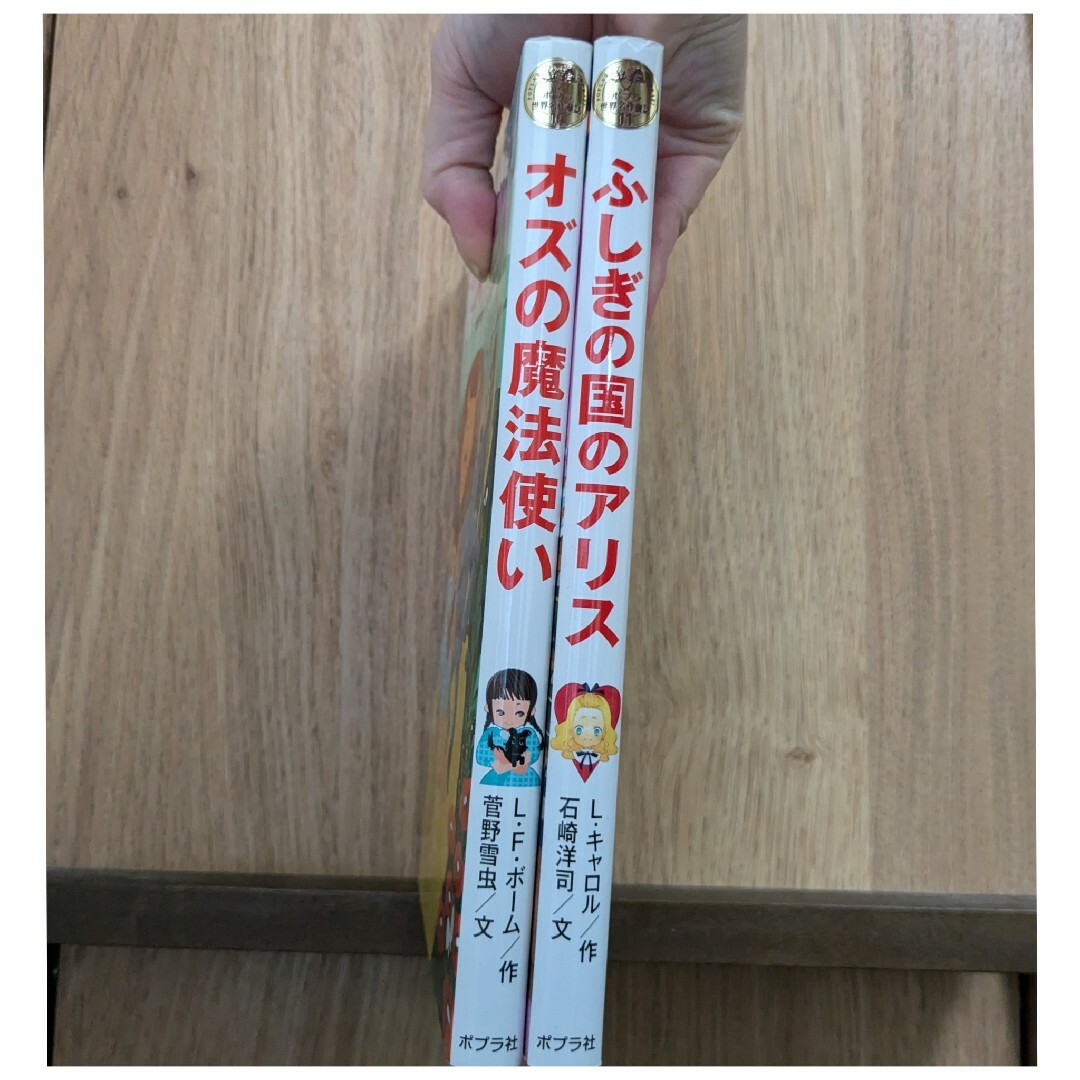 オズの魔法使い
L・F・ボーム/作
菅野雪虫/文
ポプラ社
11
ふしぎの国のアリス
L・キャロル/作
石崎洋司/文
ポプラ社